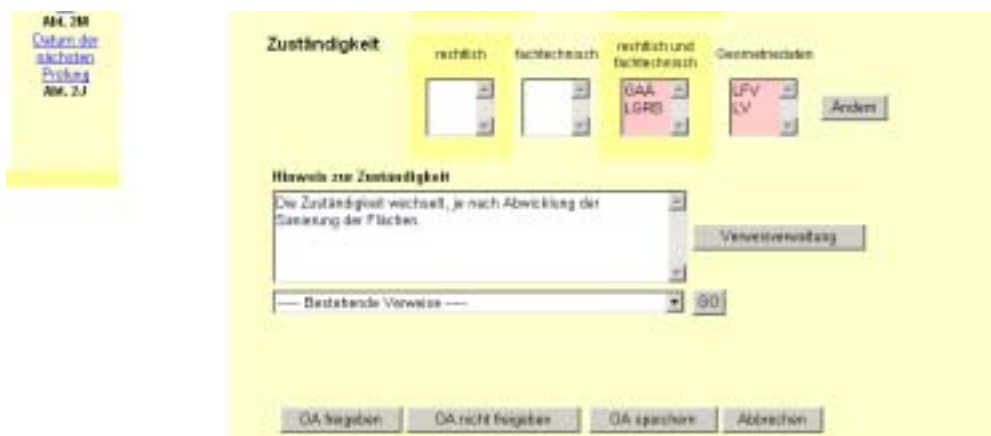 Abt. 2M
Datum der
nächsten
Prüfung
Abt. 2J
Zuständigkeit
rechtlich
fachtechnisch
rechtlich und
fachtechnisch
Geometriedaten
GAA
LGRB
LFV
LV
Ändern
Hinweis zur Zuständigkeit
Die Zuständigkeit wechselt, je nach Abwicklung der
Sanierung der Flächen.
Verweisverwaltung
---- Bestehende Verweise ----
GO
OA freigeben
OA nicht freigeben
OA speichern
Abbrechen